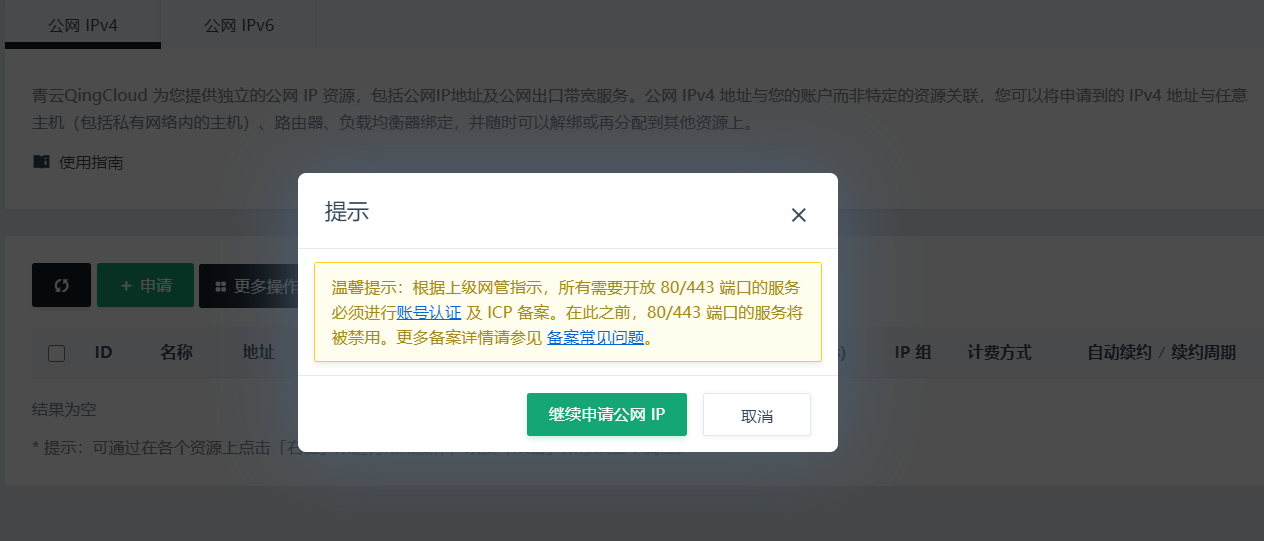 公网 IPv4
公网 IPv6
青云QingCloud 为您提供独立的公网 IP 资源，包括公网IP地址及公网出口带宽服务。公网 IPv4 地址与您的账户而非特定的资源关联，您可以将申请到的 IPv4 地址与任意
主机（包括私有网络内的主机）、路由器、负载均衡器绑定，并随时可以解绑或再分配到其他资源上。
使用指南
提示
温馨提示：根据上级网管指示，所有需要开放 80/443 端口的服务
必须进行账号认证 及 ICP 备案。在此之前，80/443 端口的服务将
被禁用。更多备案详情请参见 备案常见问题。
继续申请公网 IP
取消
+ 申请
更多操作
ID
名称
地址
IP 组
计费方式
自动续约 / 续约周期
结果为空
* 提示：可通过在各个资源上点击